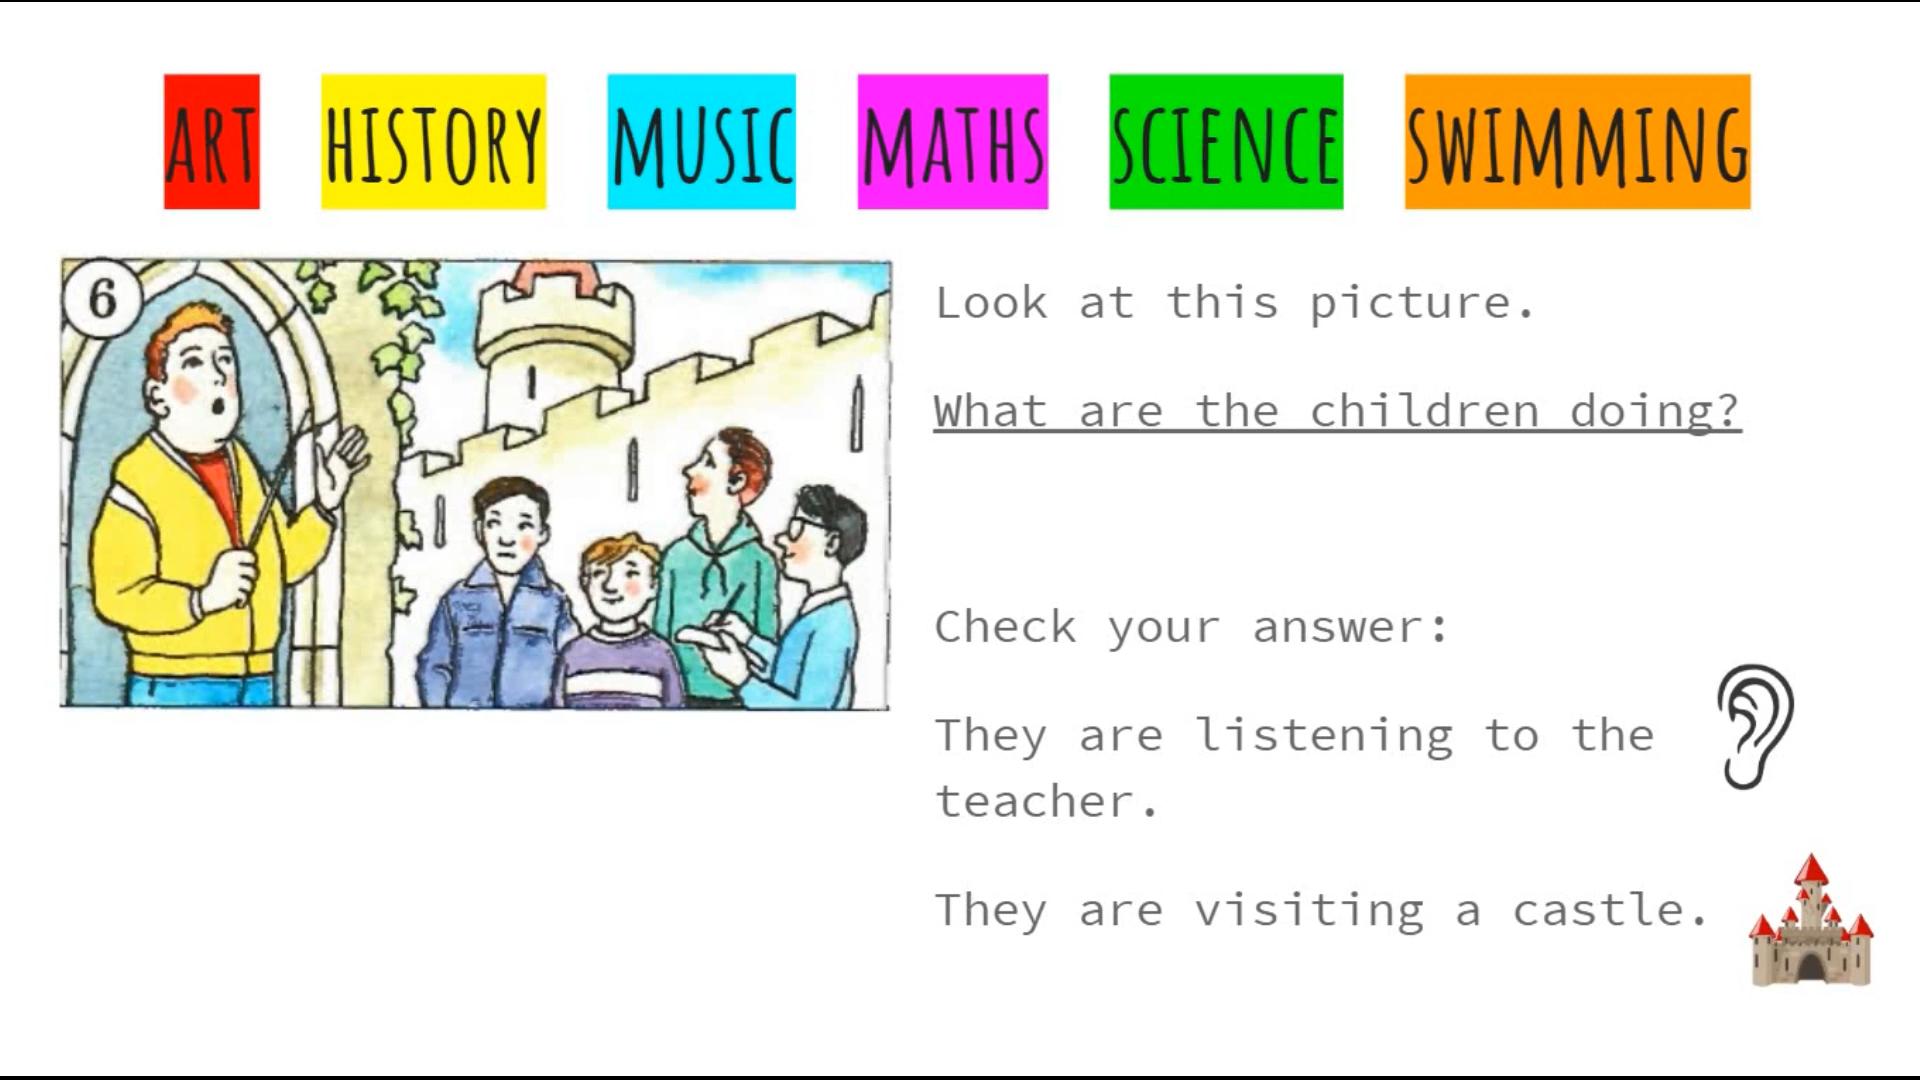 ART HISTORY MUSIC MATHS SCIENCE SWIMMING
6
Look at this picture.
What are the children doing?
Check your answer:
They are listening to the
teacher.
They are visiting a castle.